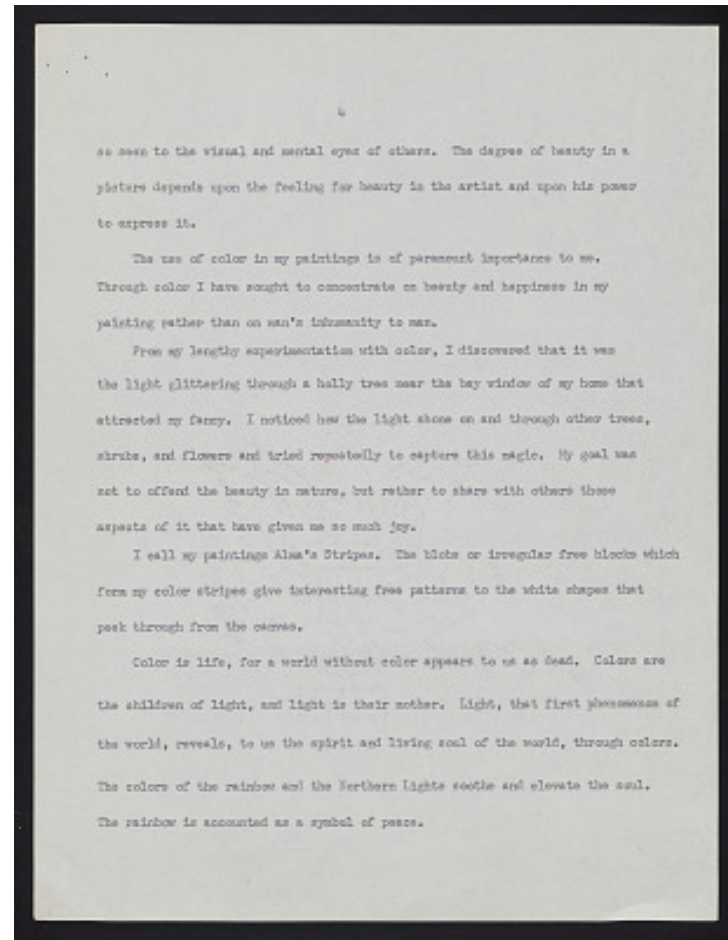 4
so seen to the visual and mental eyes of others. The degree of beauty in a
picture depends upon the feeling for beauty in the artist and upon his power
to express it.
The use of color in my paintings is of paramount importance to me.
Through color I have sought to concentrate on beauty and happiness in my
painting rather than on man's inhumanity to man.
From my lengthy experimentation with color, I discovered that it was
the light glittering through a holly tree near the bay window of my home that
attracted my fancy. I noticed how the light shone on and through other trees,
shrubs, and flowers and tried repeatedly to capture this magic. My goal was
not to offend the beauty in nature, but rather to share with others those
aspects of it that have given me so much joy.
I call my paintings Alma's Stripes. The blobs or irregular free blocks which
form my color stripes give interesting free patterns to the white shapes that
peak through from the canvas.
Color is life, for a world without color appears to us as dead. Colors are
the children of light, and light is their mother. Light, that first phenomenon of
the world, reveals, to us the spirit and living soul of the world, through colors.
The colors of the rainbow and the Northern Lights soothe and elevate the soul.
The rainbow is accounted as a symbol of peace.